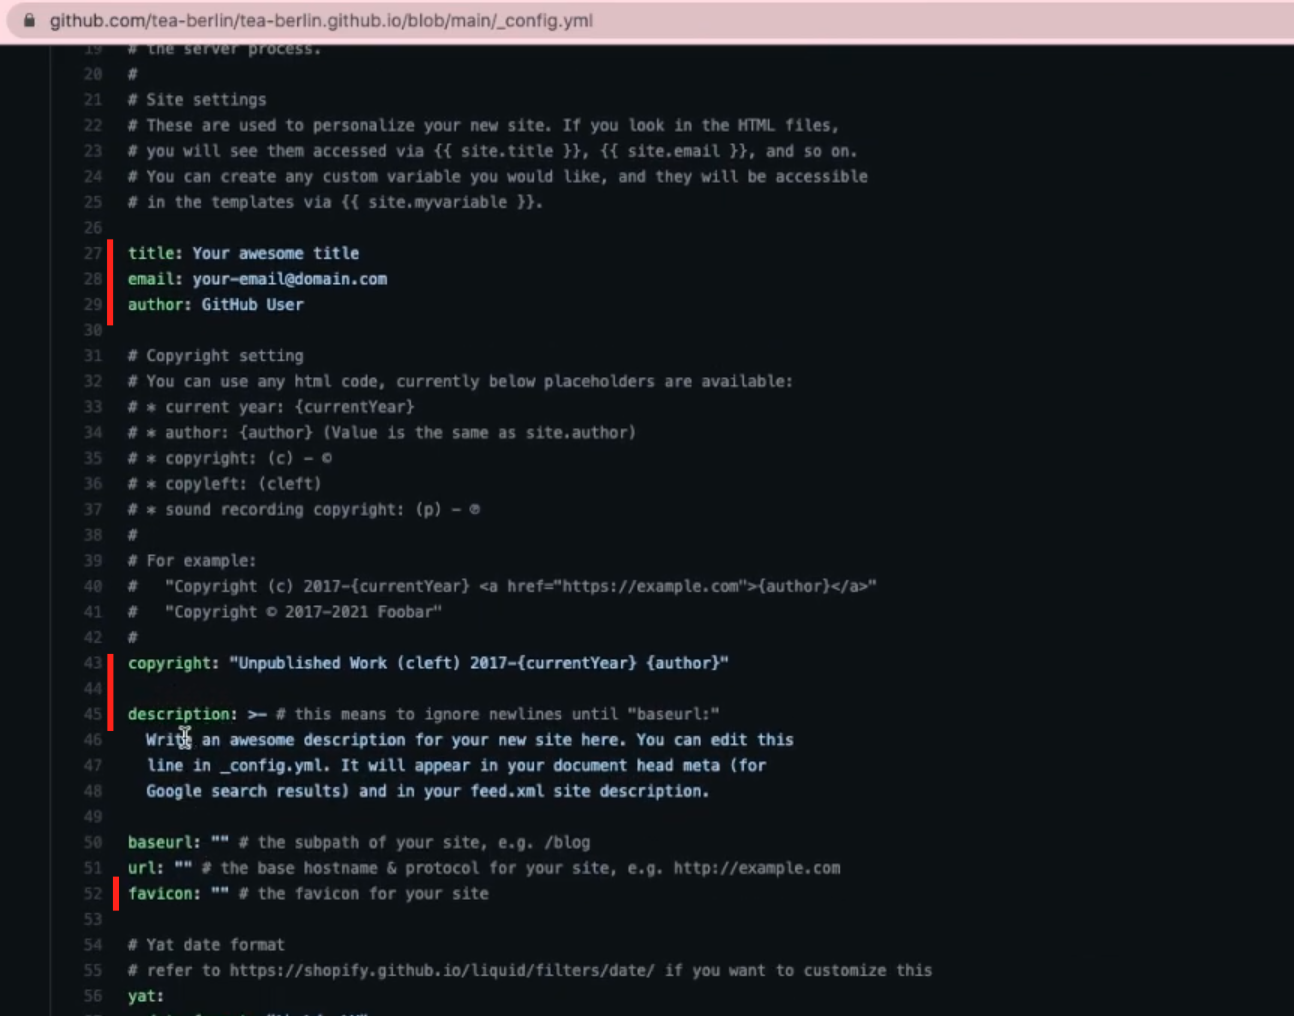 github.com/tea-berlin/tea-berlin.github.io/blob/main/_config.yml
19 # the server process.
20 #
21 # Site settings
22 # These are used to personalize your new site. If you look in the HTML files,
23 # you will see them accessed via {{ site.title }}, {{ site.email }}, and so on.
24 # You can create any custom variable you would like, and they will be accessible
25 # in the templates via {{ site.myvariable }}.
26
27 title: Your awesome title
28 email: your-email@domain.com
29 author: GitHub User
30
31 # Copyright setting
32 # You can use any html code, currently below placeholders are available:
33 # * current year: {currentYear}
34 # * author: {author} (Value is the same as site.author)
35 # * copyright: (c) - ©
36 # * copyleft: (cleft)
37 # * sound recording copyright: (p) - ℗
38 #
39 # For example:
40 #   "Copyright (c) 2017-{currentYear} <a href="https://example.com">{author}</a>"
41 #   "Copyright © 2017-2021 Foobar"
42 #
43 copyright: "Unpublished Work (cleft) 2017-{currentYear} {author}"
44
45 description: >- # this means to ignore newlines until "baseurl:"
46   Write an awesome description for your new site here. You can edit this
47   line in _config.yml. It will appear in your document head meta (for
48   Google search results) and in your feed.xml site description.
49
50 baseurl: "" # the subpath of your site, e.g. /blog
51 url: "" # the base hostname & protocol for your site, e.g. http://example.com
52 favicon: "" # the favicon for your site
53
54 # Yat date format
55 # refer to https://shopify.github.io/liquid/filters/date/ if you want to customize this
56 yat: